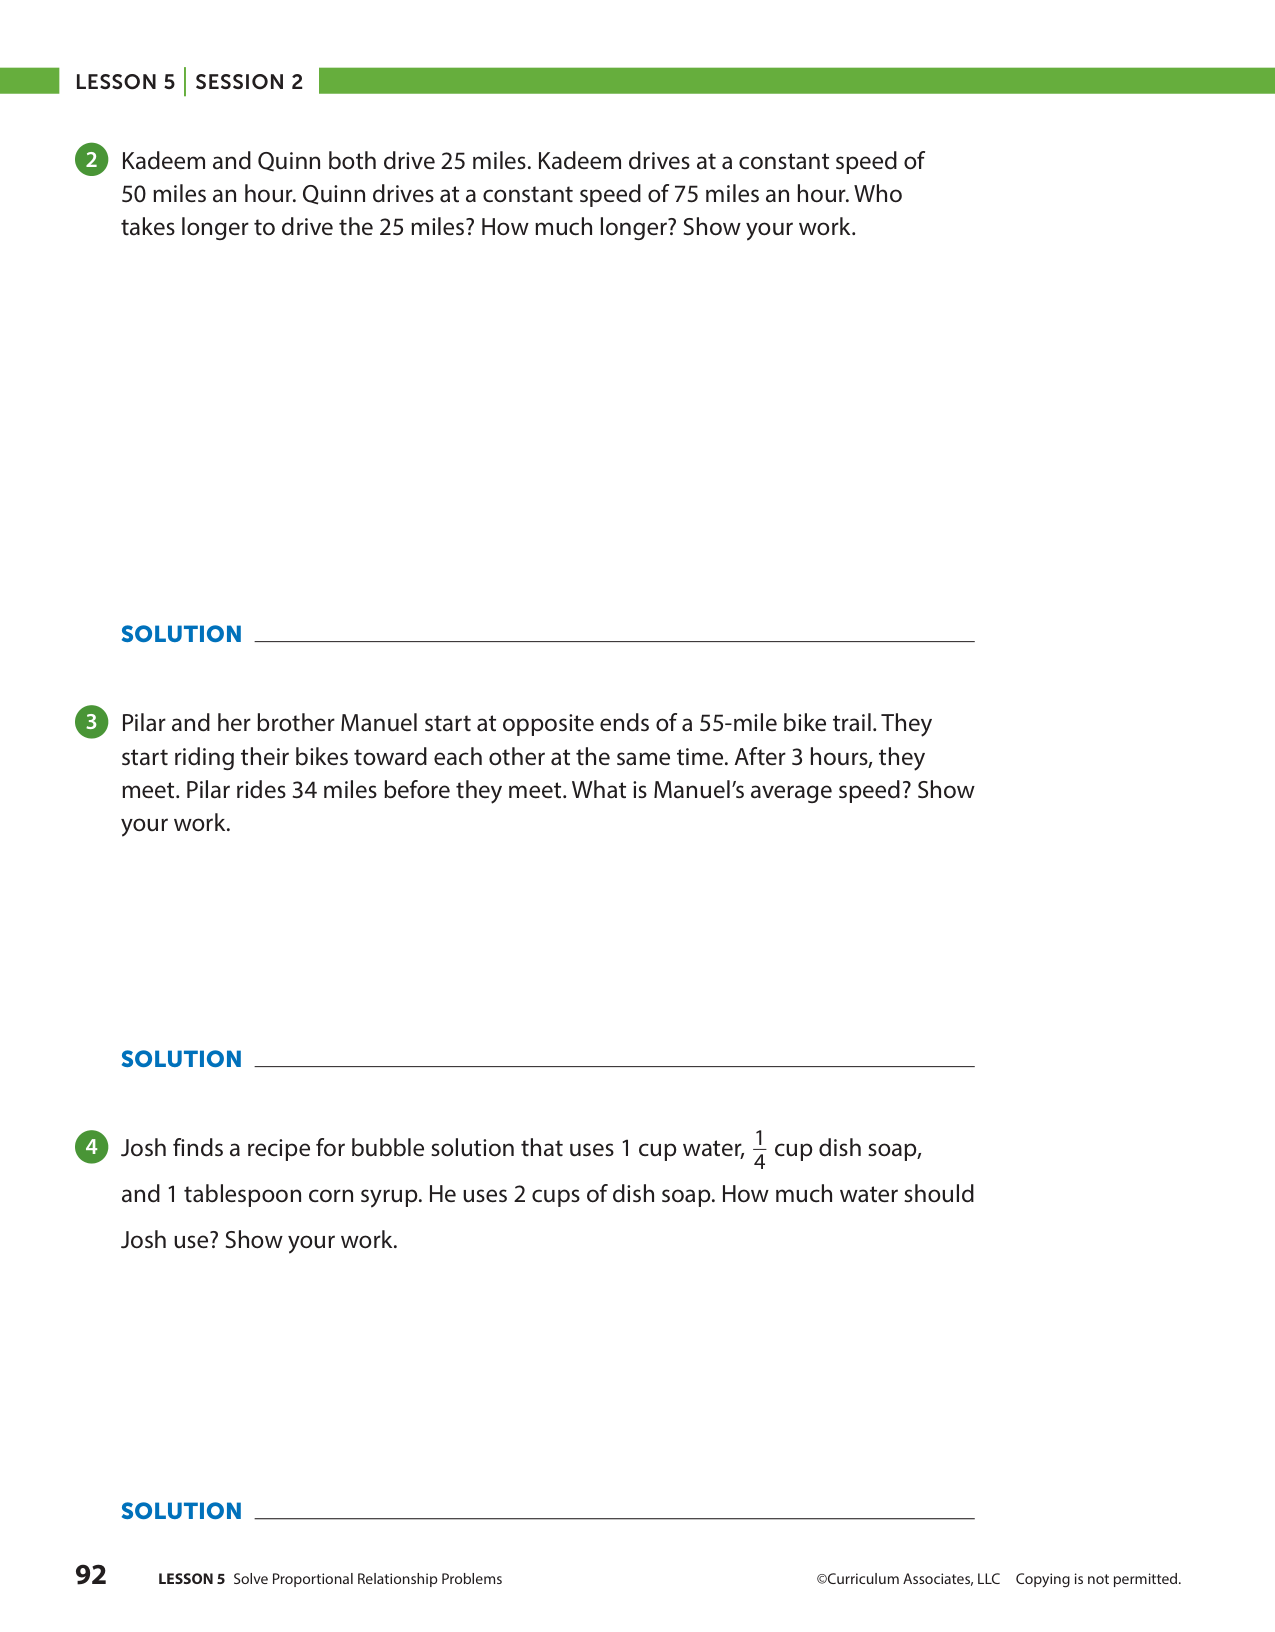 LESSON 5 | SESSION 2
2 Kadeem and Quinn both drive 25 miles. Kadeem drives at a constant speed of
50 miles an hour. Quinn drives at a constant speed of 75 miles an hour. Who
takes longer to drive the 25 miles? How much longer? Show your work.
SOLUTION
3 Pilar and her brother Manuel start at opposite ends of a 55-mile bike trail. They
start riding their bikes toward each other at the same time. After 3 hours, they
meet. Pilar rides 34 miles before they meet. What is Manuel’s average speed? Show
your work.
SOLUTION
4 Josh finds a recipe for bubble solution that uses 1 cup water, 1/4 cup dish soap,
and 1 tablespoon corn syrup. He uses 2 cups of dish soap. How much water should
Josh use? Show your work.
SOLUTION
92 LESSON 5 Solve Proportional Relationship Problems ©Curriculum Associates, LLC Copying is not permitted.